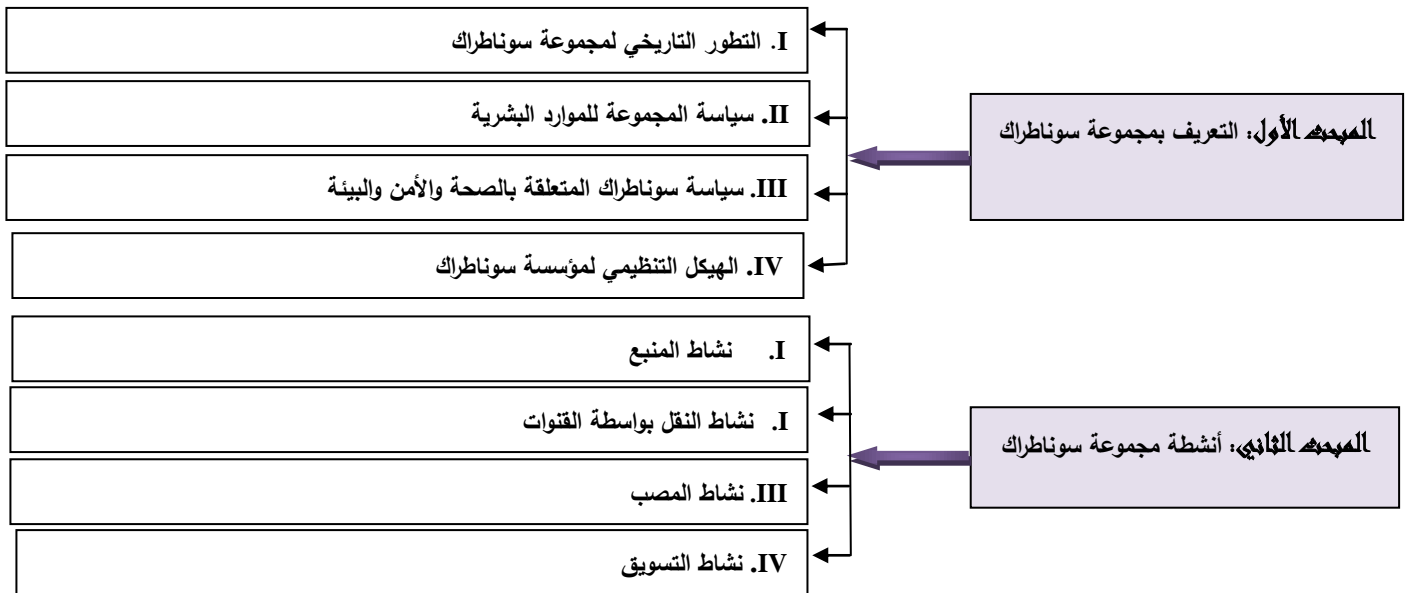 المبحث الأول: التعريف بمجموعة سوناطراك
I. التطور التاريخي لمجموعة سوناطراك
II. سياسة المجموعة للموارد البشرية
III. سياسة سوناطراك المتعلقة بالصحة والأمن والبيئة
IV. الهيكل التنظيمي لمؤسسة سوناطراك
المبحث الثاني: أنشطة مجموعة سوناطراك
I. نشاط المنبع
I. نشاط النقل بواسطة القنوات
III. نشاط المصب
IV. نشاط التسويق